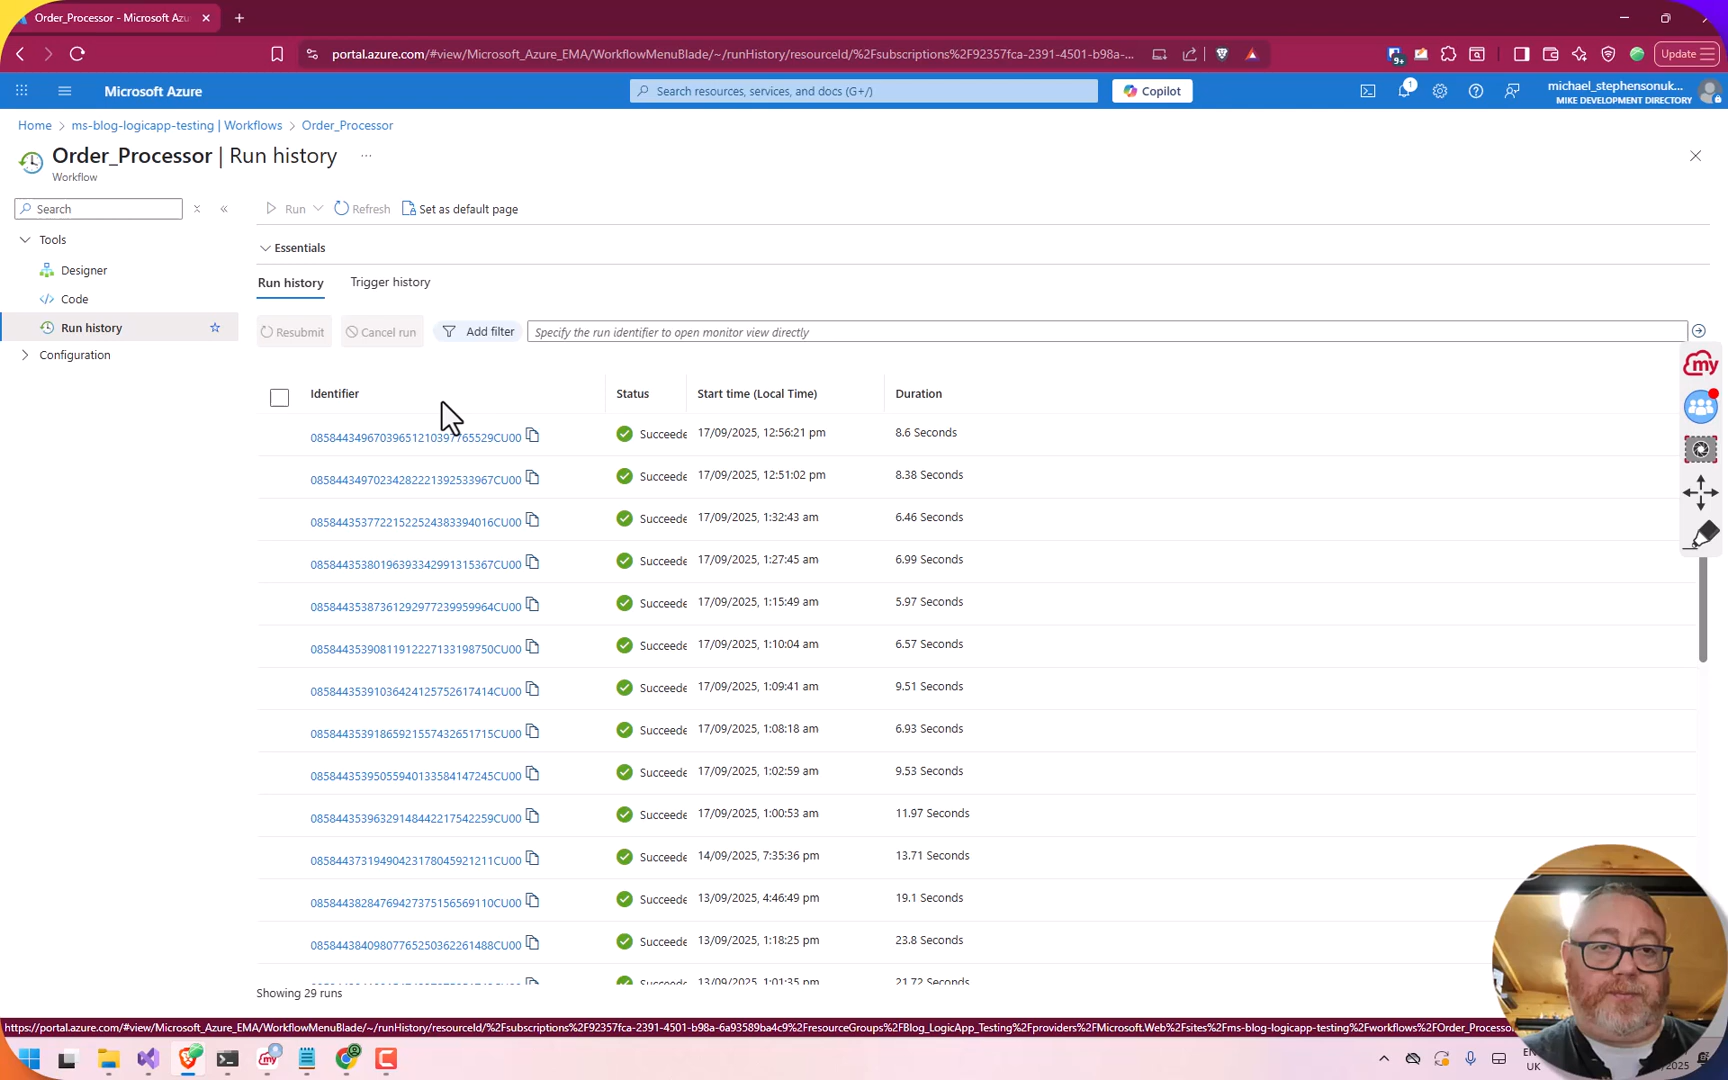 Order_Processor - Microsoft Azu
portal.azure.com/#view/Microsoft_Azure_EMA/WorkflowMenuBlade/~/runHistory/resourceId/%2Fsubscriptions%2F92357fca-2391-4501-b98a-...
9+
Update
Microsoft Azure
Search resources, services, and docs (G+/)
Copilot
1
michael_stephensonuk...
MIKE DEVELOPMENT DIRECTORY
Home > ms-blog-logicapp-testing | Workflows > Order_Processor
Order_Processor | Run history ...
Workflow
Search
Run
Refresh
Set as default page
Tools
Designer
Code
Run history
Configuration
Essentials
Run history
Trigger history
Resubmit
Cancel run
Add filter
Specify the run identifier to open monitor view directly
my
Identifier Status Start time (Local Time) Duration
08584434967039651210397765529CU00 Succeede 17/09/2025, 12:56:21 pm 8.6 Seconds
08584434970234282221392533967CU00 Succeede 17/09/2025, 12:51:02 pm 8.38 Seconds
08584435377221522524383394016CU00 Succeede 17/09/2025, 1:32:43 am 6.46 Seconds
08584435380196393342991315367CU00 Succeede 17/09/2025, 1:27:45 am 6.99 Seconds
08584435387361292977239959964CU00 Succeede 17/09/2025, 1:15:49 am 5.97 Seconds
08584435390811912227133198750CU00 Succeede 17/09/2025, 1:10:04 am 6.57 Seconds
08584435391036424125752617414CU00 Succeede 17/09/2025, 1:09:41 am 9.51 Seconds
08584435391865921557432651715CU00 Succeede 17/09/2025, 1:08:18 am 6.93 Seconds
08584435395055940133584147245CU00 Succeede 17/09/2025, 1:02:59 am 9.53 Seconds
08584435396329148442217542259CU00 Succeede 17/09/2025, 1:00:53 am 11.97 Seconds
08584437319490423178045921211CU00 Succeede 14/09/2025, 7:35:36 pm 13.71 Seconds
08584438284769427375156569110CU00 Succeede 13/09/2025, 4:46:49 pm 19.1 Seconds
08584438409807765250362261488CU00 Succeede 13/09/2025, 1:18:25 pm 23.8 Seconds
Succeede 13/09/2025, 1:01:35 pm 21.72 Seconds
Showing 29 runs
https://portal.azure.com/#view/Microsoft_Azure_EMA/WorkflowMenuBlade/~/runHistory/resourceId/%2Fsubscriptions%2F92357fca-2391-4501-b98a-6a93589ba4c9%2FresourceGroups%2FBlog_LogicApp_Testing%2Fproviders%2FMicrosoft.Web%2Fsites%2Fms-blog-logicapp-testing%2Fworkflows%2FOrder_Processor
my
UK
/2025